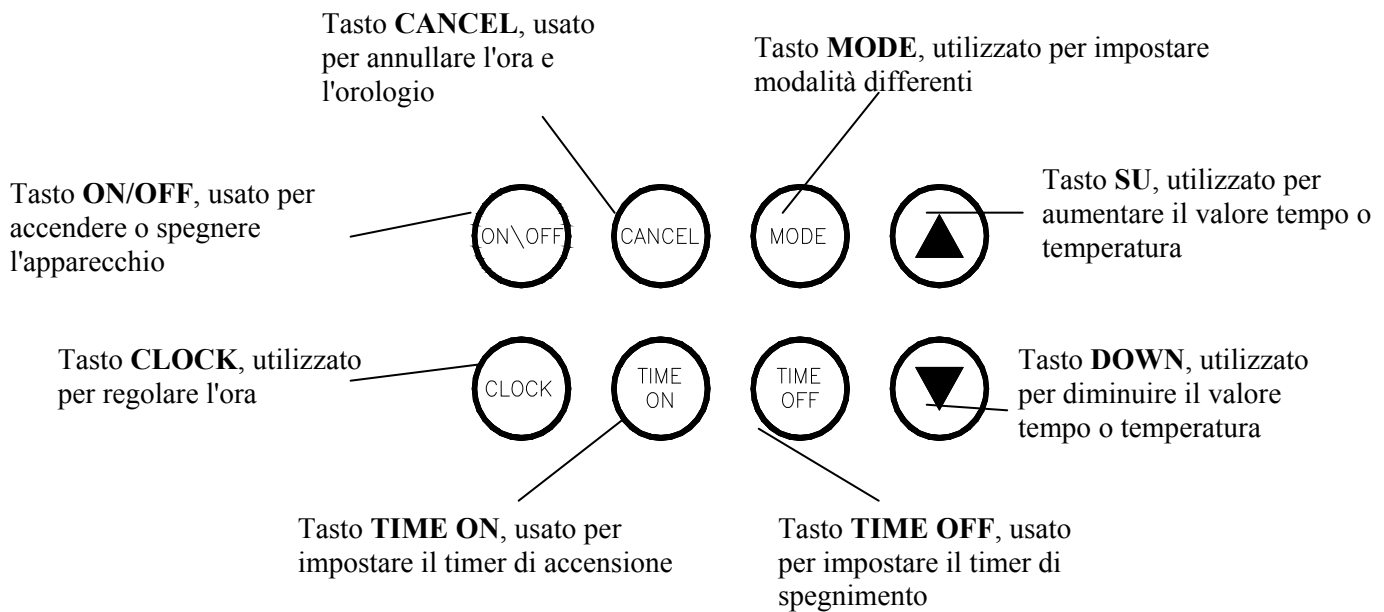 Tasto CANCEL, usato
per annullare l'ora e
l'orologio
Tasto MODE, utilizzato per impostare
modalità differenti
Tasto ON/OFF, usato per
accendere o spegnere
l'apparecchio
Tasto SU, utilizzato per
aumentare il valore tempo o
temperatura
ON\OFF
CANCEL
MODE
Tasto CLOCK, utilizzato
per regolare l'ora
CLOCK
TIME
ON
TIME
OFF
Tasto DOWN, utilizzato
per diminuire il valore
tempo o temperatura
Tasto TIME ON, usato per
impostare il timer di accensione
Tasto TIME OFF, usato
per impostare il timer di
spegnimento